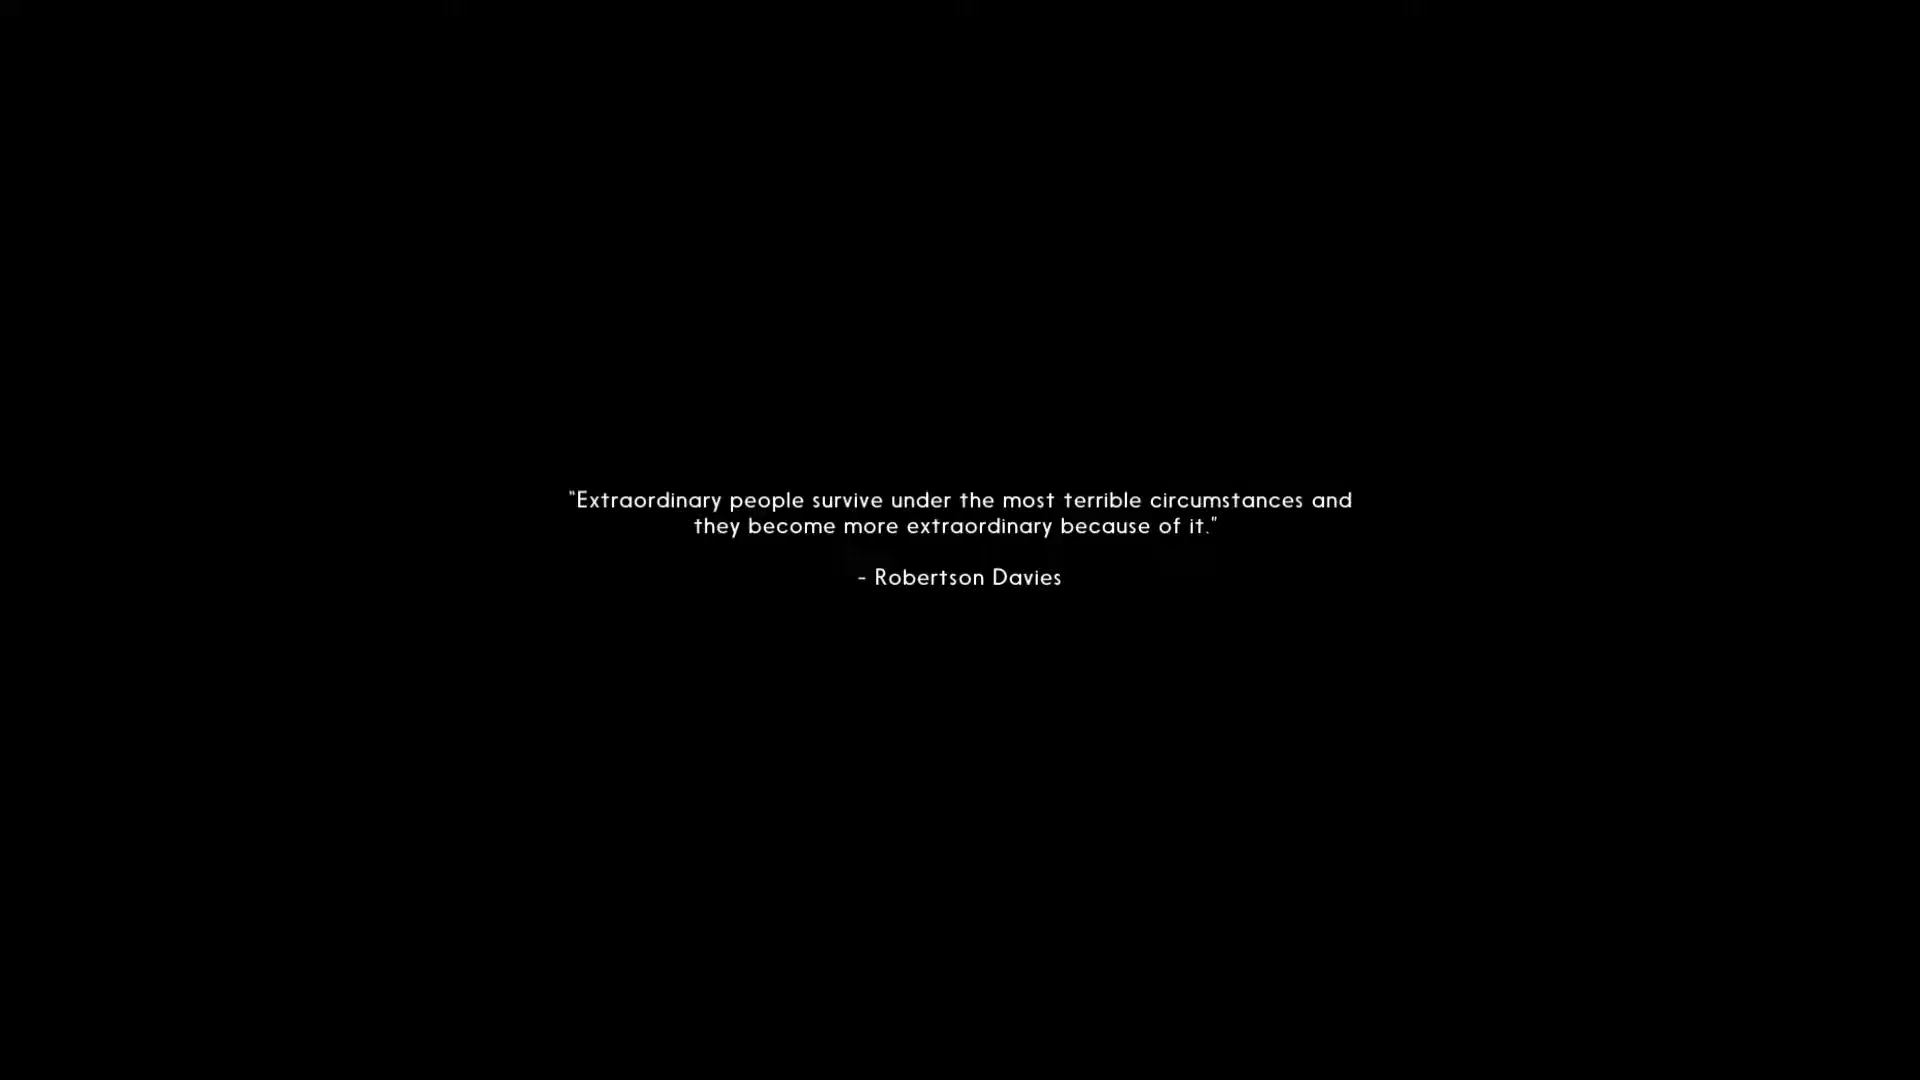 "Extraordinary people survive under the most terrible circumstances and
they become more extraordinary because of it."
- Robertson Davies